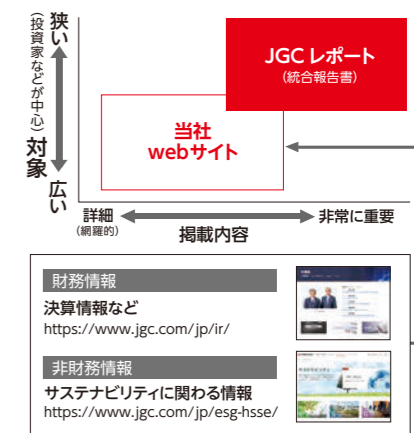 狭い
（投資家などが中心）
対象
広い
JGC レポート
（統合報告書）
当社
webサイト
詳細
（網羅的）
掲載内容
非常に重要
財務情報
決算情報など
https://www.jgc.com/jp/ir/
非財務情報
サステナビリティに関わる情報
https://www.jgc.com/jp/esg-hsse/